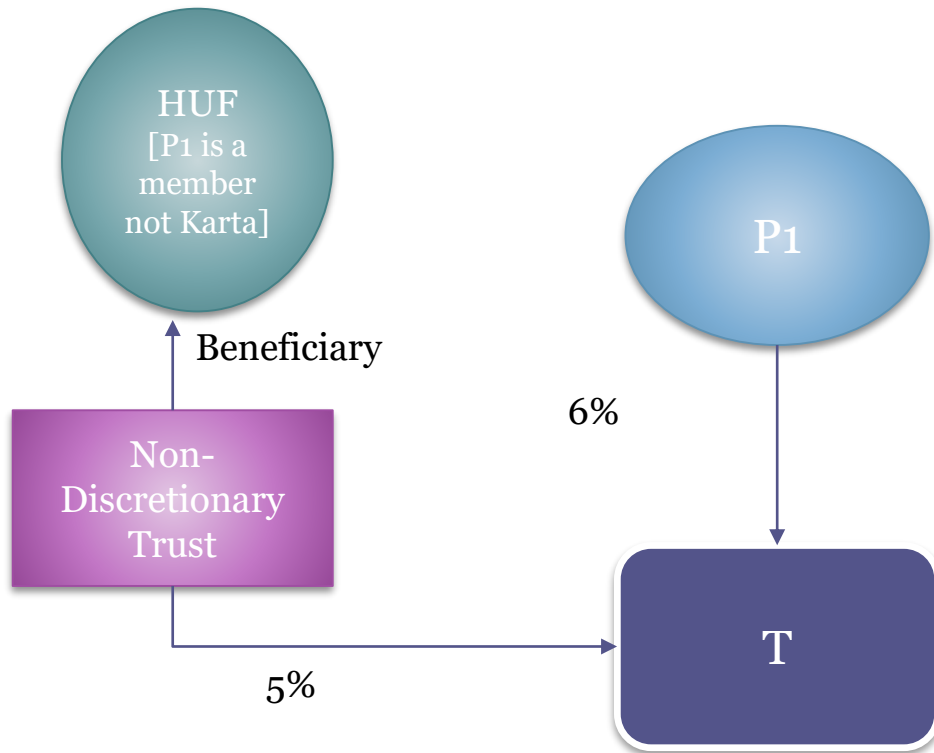 HUF
[P1 is a
member
not Karta]
P1
Beneficiary
6%
Non-
Discretionary
Trust
T
5%